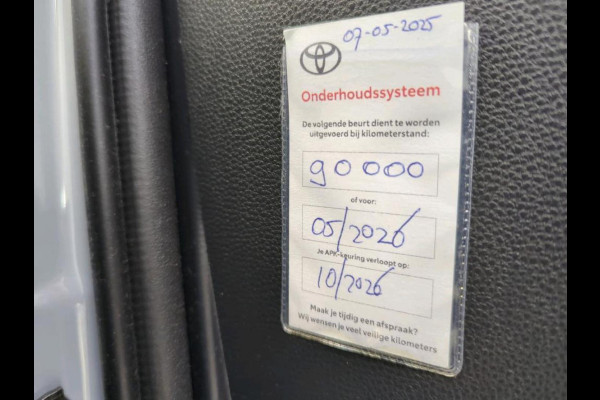 07-05-2025
Onderhoudssysteem
De volgende beurt dient te worden
uitgevoerd bij kilometerstand:
90000
of voor:
05/2026
Je APK-keuring verloopt op:
10/2026
Maak je tijdig een afspraak?
Wij wensen je veel veilige kilometers